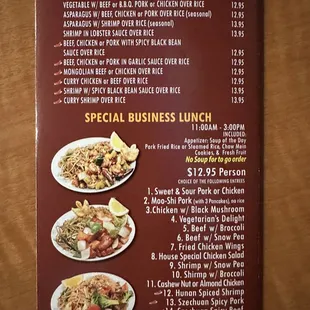 VEGETABLE W/ BEEF or B.B.Q. PORK or CHICKEN OVER RICE 12.95
ASPARAGUS W/ BEEF, CHICKEN or PORK OVER RICE (seasonal) 12.95
ASPARAGUS W/ SHRIMP OVER RICE (seasonal) 13.95
SHRIMP IN LOBSTER SAUCE OVER RICE 13.95
BEEF, CHICKEN or PORK WITH SPICY BLACK BEAN
SAUCE OVER RICE 12.95
BEEF, CHICKEN or PORK IN GARLIC SAUCE OVER RICE 12.95
MONGOLIAN BEEF or CHICKEN OVER RICE 12.95
CURRY CHICKEN or BEEF OVER RICE 12.95
SHRIMP W/ SPICY BLACK BEAN SAUCE OVER RICE 13.95
CURRY SHRIMP OVER RICE 13.95
SPECIAL BUSINESS LUNCH
11:00AM - 3:00PM
INCLUDED:
Appetizer: Soup of the Day
Pork Fried Rice or Steamed Rice, Chow Mein
Cookies, & Fresh Fruit
No Soup for to go order
$12.95 Person
CHOICE OF THE FOLLOWING ENTREES
1. Sweet & Sour Pork or Chicken
2. Moo-Shi Pork (with 3 Pancakes), no rice
3. Chicken w/ Black Mushroom
4. Vegetarian's Delight
5. Beef w/ Broccoli
6. Beef w/ Snow Pea
7. Fried Chicken Wings
8. House Special Chicken Salad
9. Shrimp w/ Snow Pea
10. Shrimp w/ Broccoli
11. Cashew Nut or Almond Chicken
12. Hunan Spiced Shrimp
13. Szechuan Spicy Pork
14. Szechuan Spicy Beef